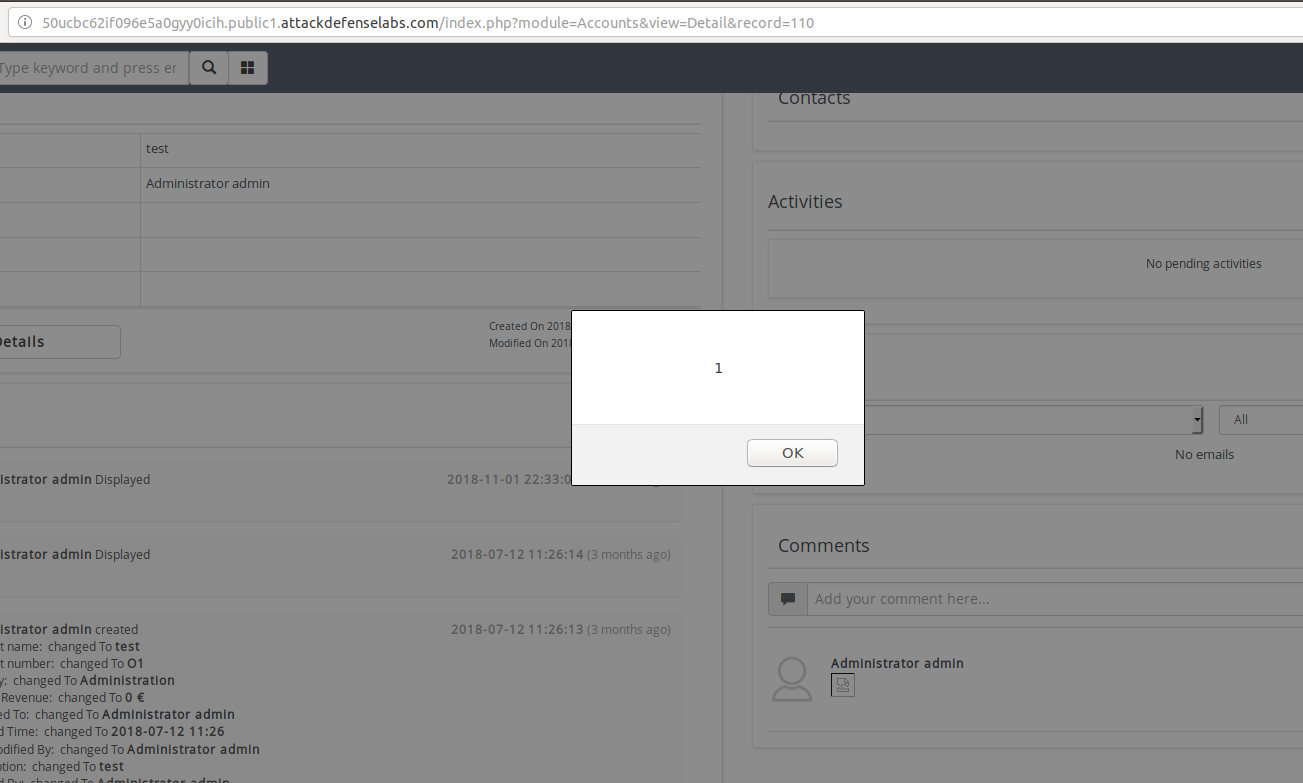 50ucbc62if096e5a0gyy0icih.public1.attackdefenselabs.com/index.php?module=Accounts&view=Detail&record=110
Type keyword and press er
Contacts
test
Administrator admin
Activities
No pending activities
Details
Created On 2018
Modified On 201
1
OK
All
No emails
nistrator admin Displayed
2018-11-01 22:33:0
nistrator admin Displayed
2018-07-12 11:26:14 (3 months ago)
Comments
Add your comment here...
nistrator admin created
2018-07-12 11:26:13 (3 months ago)
t name: changed To test
t number: changed To O1
y: changed To Administration
Revenue: changed To 0 €
ed To: changed To Administrator admin
d Time: changed To 2018-07-12 11:26
odified By: changed To Administrator admin
ption: changed To test
changed To Administrator admin
Administrator admin